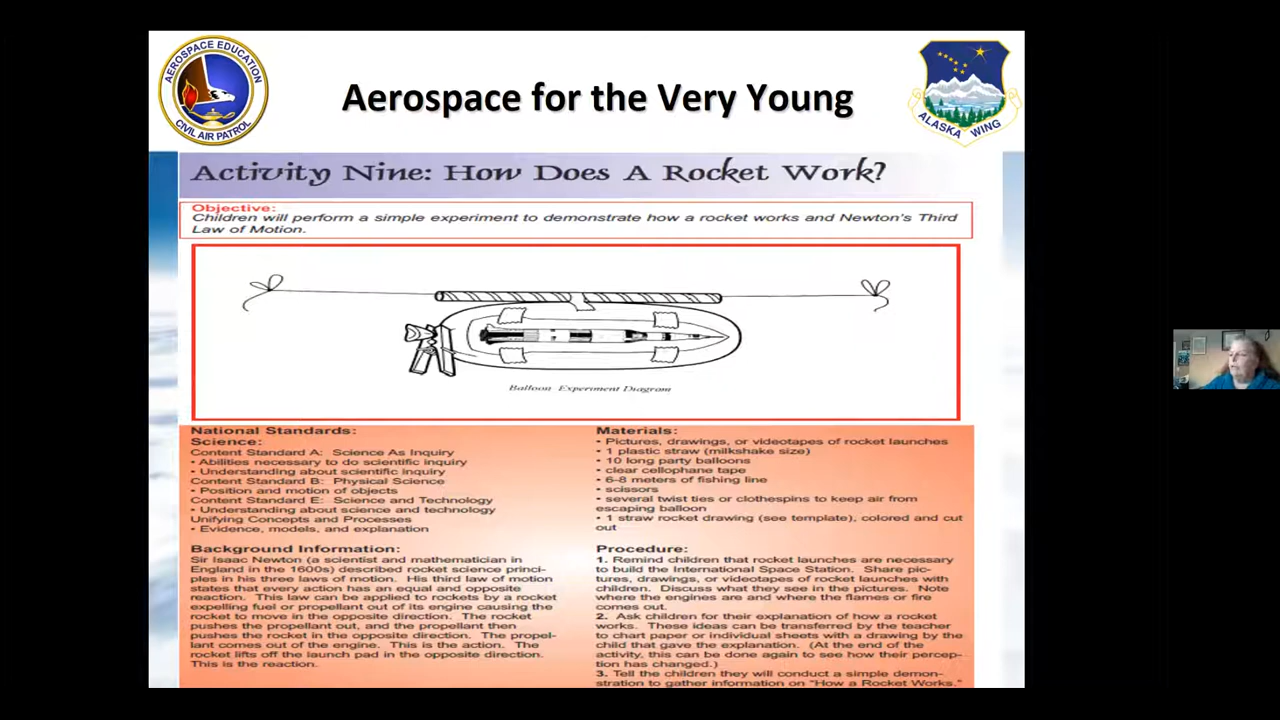 AEROSPACE EDUCATION
CIVIL AIR PATROL
Aerospace for the Very Young
ALASKA WING
Activity Nine: How Does A Rocket Work?
Objective:
Children will perform a simple experiment to demonstrate how a rocket works and Newton's Third
Law of Motion.
Balloon Experiment Diagram
National Standards:
Science:
Content Standard A: Science As Inquiry
• Abilities necessary to do scientific inquiry
• Understanding about scientific inquiry
Content Standard B: Physical Science
• Position and motion of objects
Content Standard E: Science and Technology
• Understanding about science and technology
Unifying Concepts and Processes
• Evidence, models, and explanation
Background Information:
Sir Isaac Newton (a scientist and mathematician in
England in the 1600s) described rocket science princi-
ples in his three laws of motion. His third law of motion
states that every action has an equal and opposite
reaction. This law can be applied to rockets by a rocket
expelling fuel or propellant out of its engine causing the
rocket to move in the opposite direction. The rocket
pushes the propellant out, and the propellant then
pushes the rocket in the opposite direction. The propel-
lant comes out of the engine. This is the action. The
rocket lifts off the launch pad in the opposite direction.
This is the reaction.
Materials:
• Pictures, drawings, or videotapes of rocket launches
• 1 plastic straw (milkshake size)
• 10 long party balloons
• clear cellophane tape
• 6-8 meters of fishing line
• scissors
• several twist ties or clothespins to keep air from
escaping balloon
• 1 straw rocket drawing (see template), colored and cut
out
Procedure:
1. Remind children that rocket launches are necessary
to build the International Space Station. Share pic-
tures, drawings, or videotapes of rocket launches with
children. Discuss what they see in the pictures. Note
where the engines are and where the flames or fire
comes out.
2. Ask children for their explanation of how a rocket
works. These ideas can be transferred by the teacher
to chart paper or individual sheets with a drawing by the
child that gave the explanation. (At the end of the
activity, this can be done again to see how their percep-
tion has changed.)
3. Tell the children they will conduct a simple demon-
stration to gather information on "How a Rocket Works."